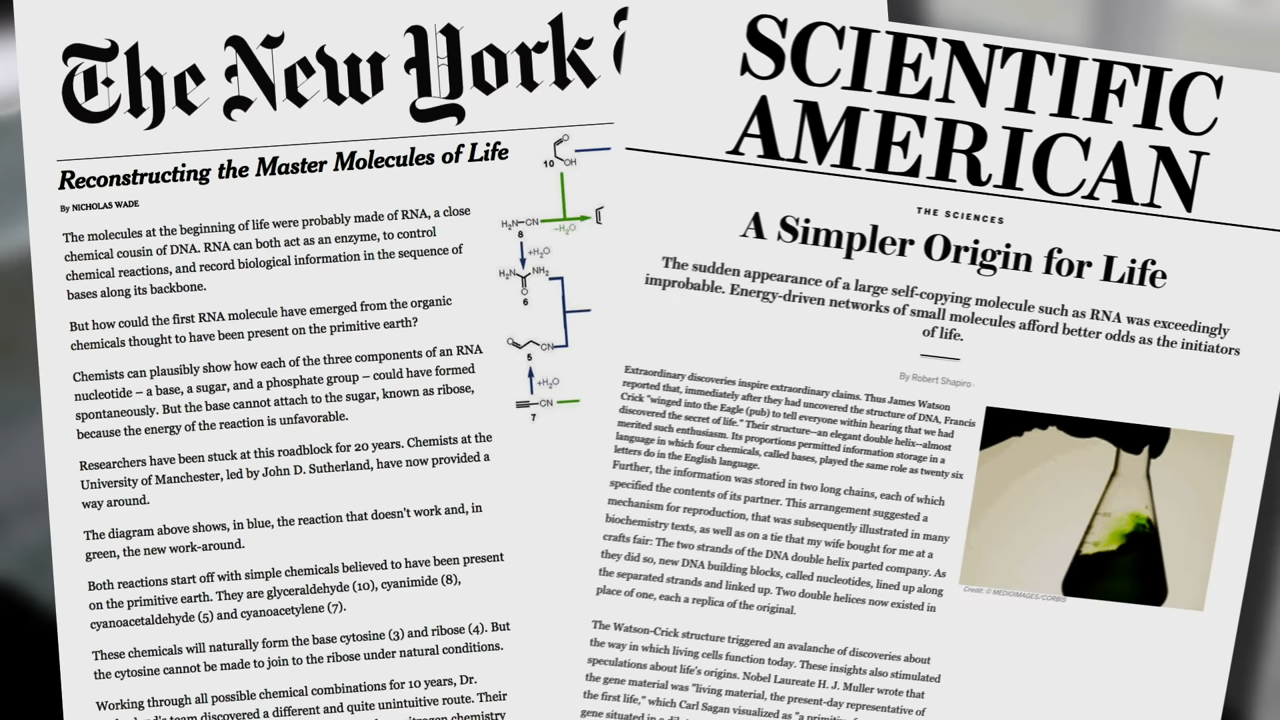 The New York
Reconstructing the Master Molecules of Life
By NICHOLAS WADE
The molecules at the beginning of life were probably made of RNA, a close
chemical cousin of DNA. RNA can both act as an enzyme, to control
chemical reactions, and record biological information in the sequence of
bases along its backbone.
But how could the first RNA molecule have emerged from the organic
chemicals thought to have been present on the primitive earth?
Chemists can plausibly show how each of the three components of an RNA
nucleotide – a base, a sugar, and a phosphate group – could have formed
spontaneously. But the base cannot attach to the sugar, known as ribose,
because the energy of the reaction is unfavorable.
Researchers have been stuck at this roadblock for 20 years. Chemists at the
University of Manchester, led by John D. Sutherland, have now provided a
way around.
The diagram above shows, in blue, the reaction that doesn't work and, in
green, the new work-around.
Both reactions start off with simple chemicals believed to have been present
on the primitive earth. They are glyceraldehyde (10), cyanimide (8),
cyanoacetaldehyde (5) and cyanoacetylene (7).
These chemicals will naturally form the base cytosine (3) and ribose (4). But
the cytosine cannot be made to join to the ribose under natural conditions.
Working through all possible chemical combinations for 10 years, Dr.
team discovered a different and quite unintuitive route. Their
chemistry
O
10 OH
H₂N CN
8
-H₂O
+H₂O
H₂N NH₂
O
6
O CN
5
+H₂O
CN
7
SCIENTIFIC
AMERICAN
THE SCIENCES
A Simpler Origin for Life
The sudden appearance of a large self-copying molecule such as RNA was exceedingly
improbable. Energy-driven networks of small molecules afford better odds as the initiators
of life.
By Robert Shapiro
Extraordinary discoveries inspire extraordinary claims. Thus James Watson
reported that, immediately after they had uncovered the structure of DNA, Francis
Crick "winged into the Eagle (pub) to tell everyone within hearing that we had
discovered the secret of life." Their structure—an elegant double helix—almost
merited such enthusiasm. Its proportions permitted information storage in a
language in which four chemicals, called bases, played the same role as twenty six
letters do in the English language.
Further, the information was stored in two long chains, each of which
specified the contents of its partner. This arrangement suggested a
mechanism for reproduction, that was subsequently illustrated in many
biochemistry texts, as well as on a tie that my wife bought for me at a
crafts fair: The two strands of the DNA double helix parted company. As
they did so, new DNA building blocks, called nucleotides, lined up along
the separated strands and linked up. Two double helices now existed in
place of one, each a replica of the original.
Credit: © MEDIOIMAGES/CORBIS
The Watson-Crick structure triggered an avalanche of discoveries about
the way in which living cells function today. These insights also stimulated
speculations about life's origins. Nobel Laureate H. J. Muller wrote that
the gene material was "living material, the present-day representative of
the first life," which Carl Sagan visualized as "a primitive
gene situated in a